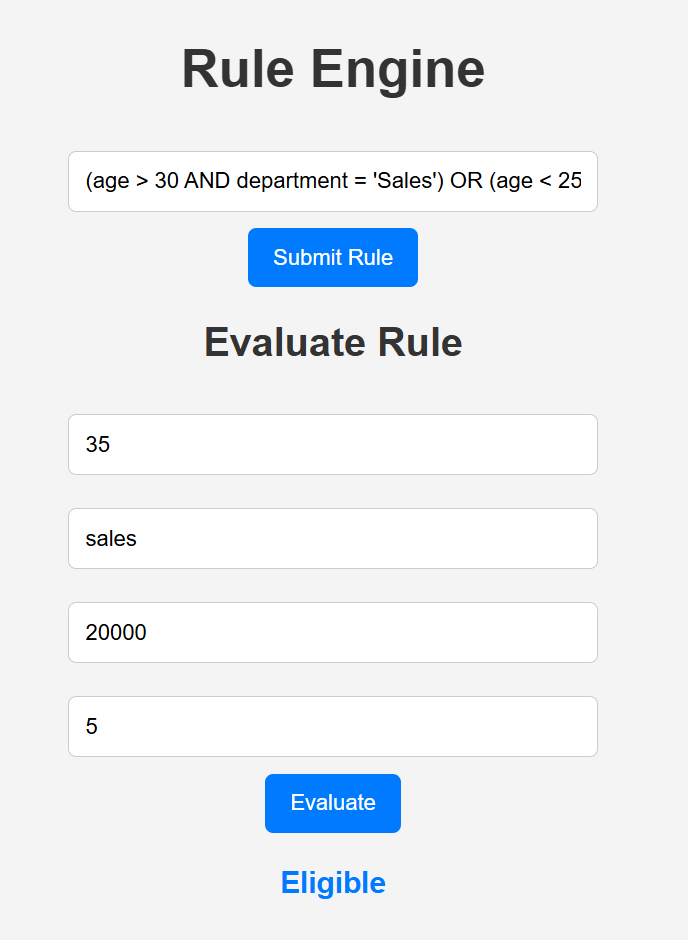 Rule Engine
(age > 30 AND department = 'Sales') OR (age < 25
Submit Rule
Evaluate Rule
35
sales
20000
5
Evaluate
Eligible